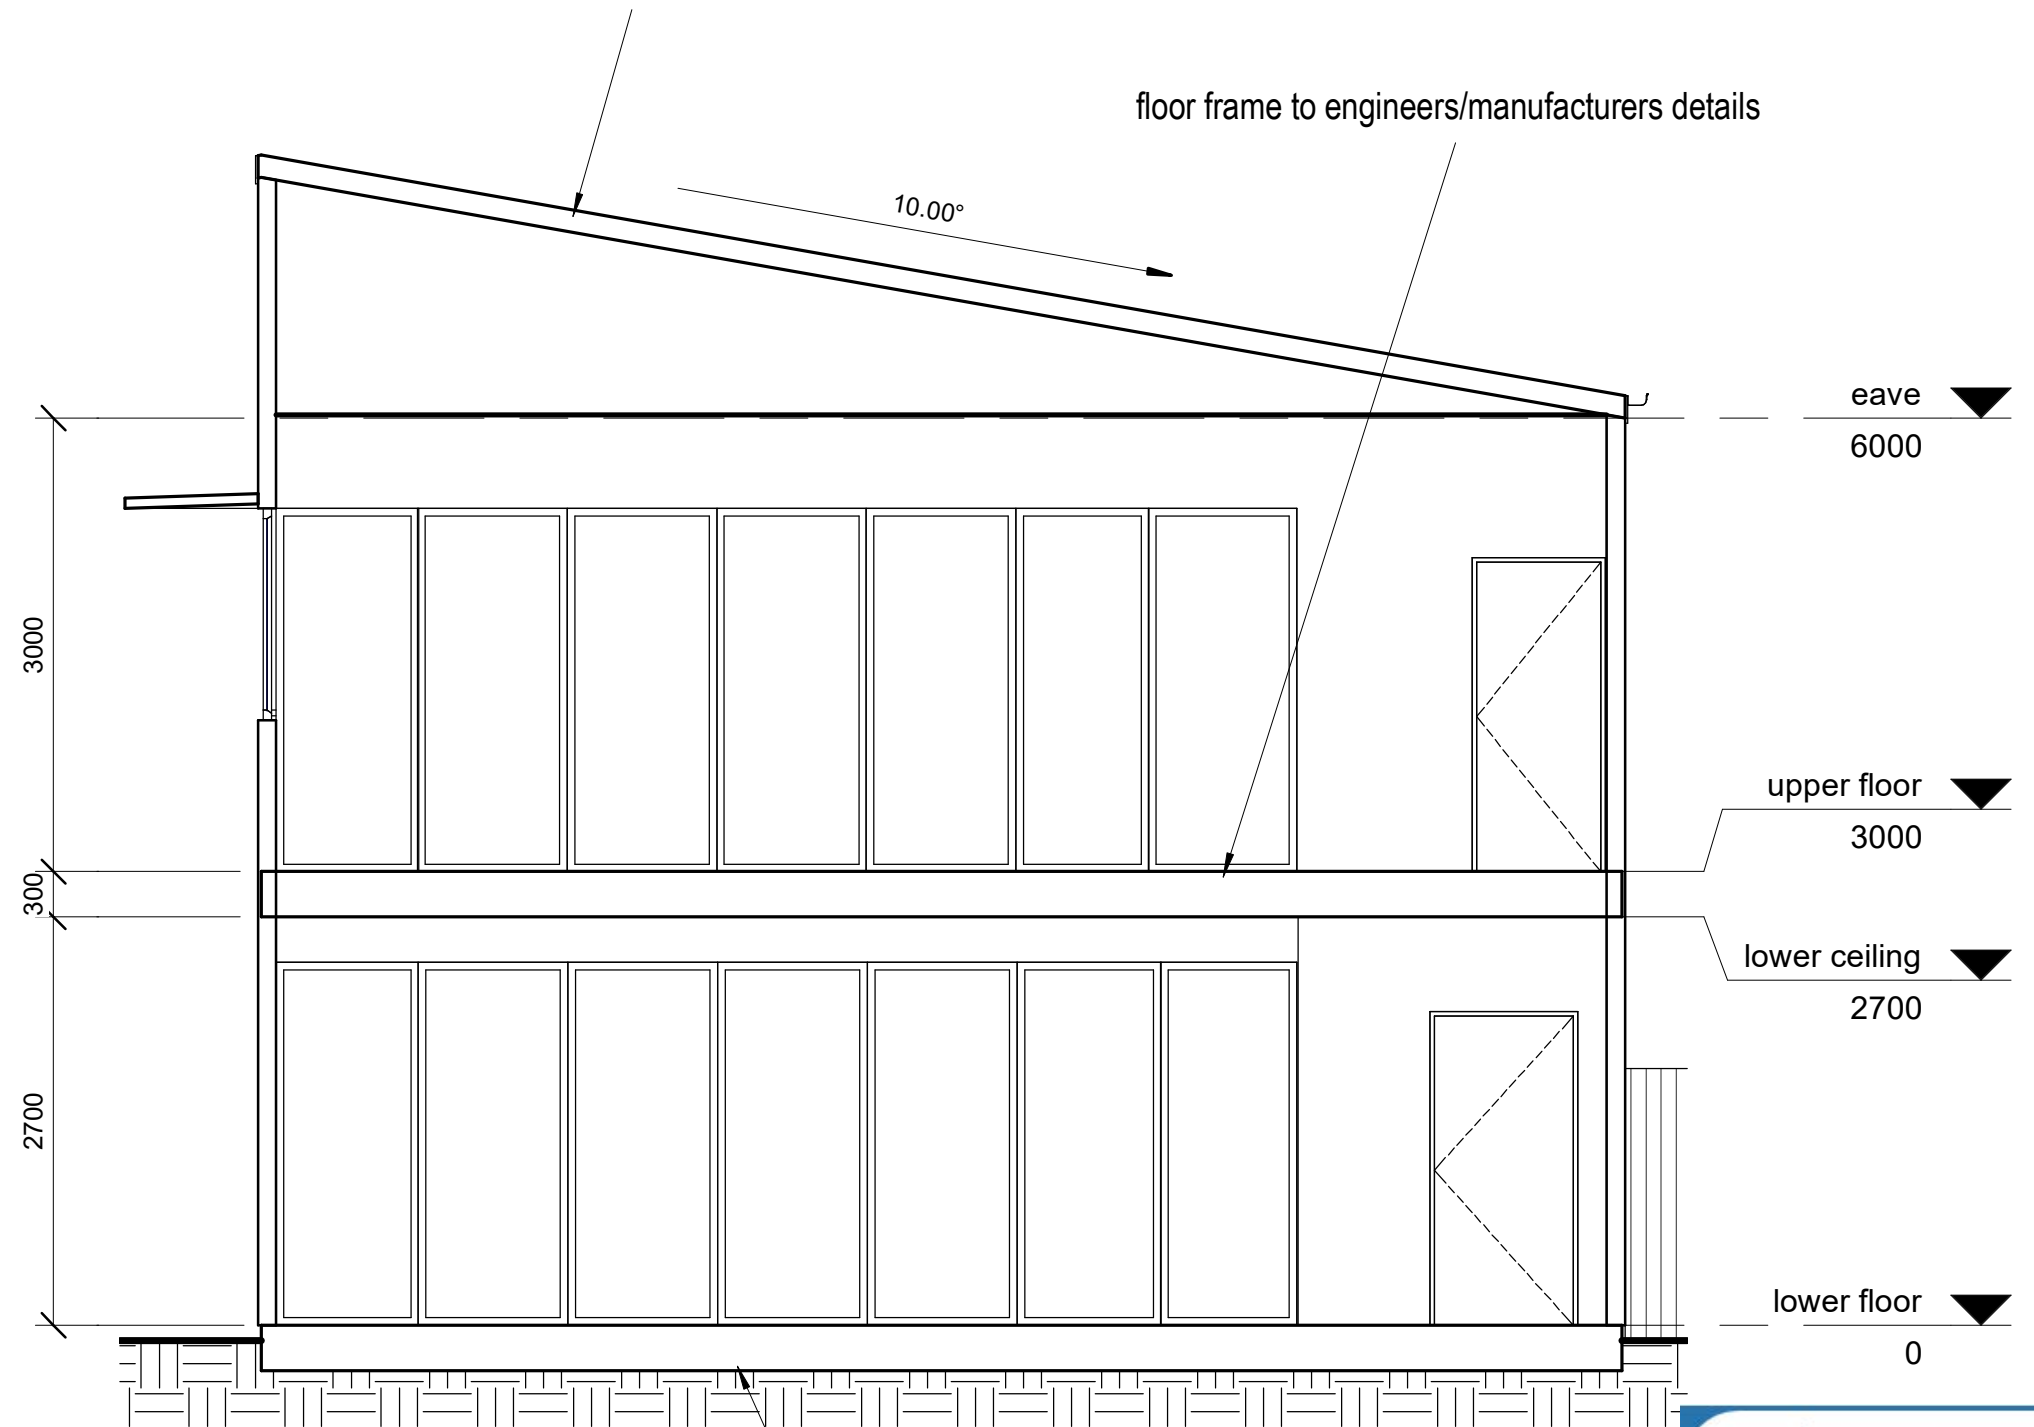 floor frame to engineers/manufacturers details
10.00°
eave
6000
3000
upper floor
3000
300
lower ceiling
2700
2700
lower floor
0